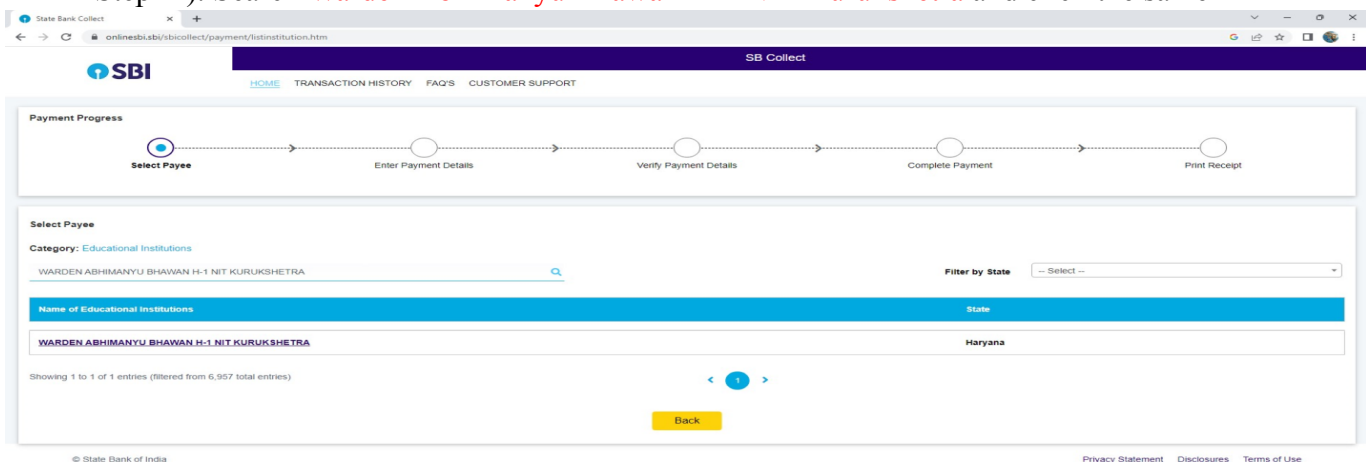 State Bank Collect
onlinesbi.sbi/sbicollect/payment/listinstitution.htm
SBI
SB Collect
HOME TRANSACTION HISTORY FAQ'S CUSTOMER SUPPORT
Payment Progress
Select Payee Enter Payment Details Verify Payment Details Complete Payment Print Receipt
Select Payee
Category: Educational Institutions
WARDEN ABHIMANYU BHAWAN H-1 NIT KURUKSHETRA Filter by State -- Select --
Name of Educational Institutions State
WARDEN ABHIMANYU BHAWAN H-1 NIT KURUKSHETRA Haryana
Showing 1 to 1 of 1 entries (filtered from 6,957 total entries) < 1 >
Back
© State Bank of India Privacy Statement Disclosures Terms of Use